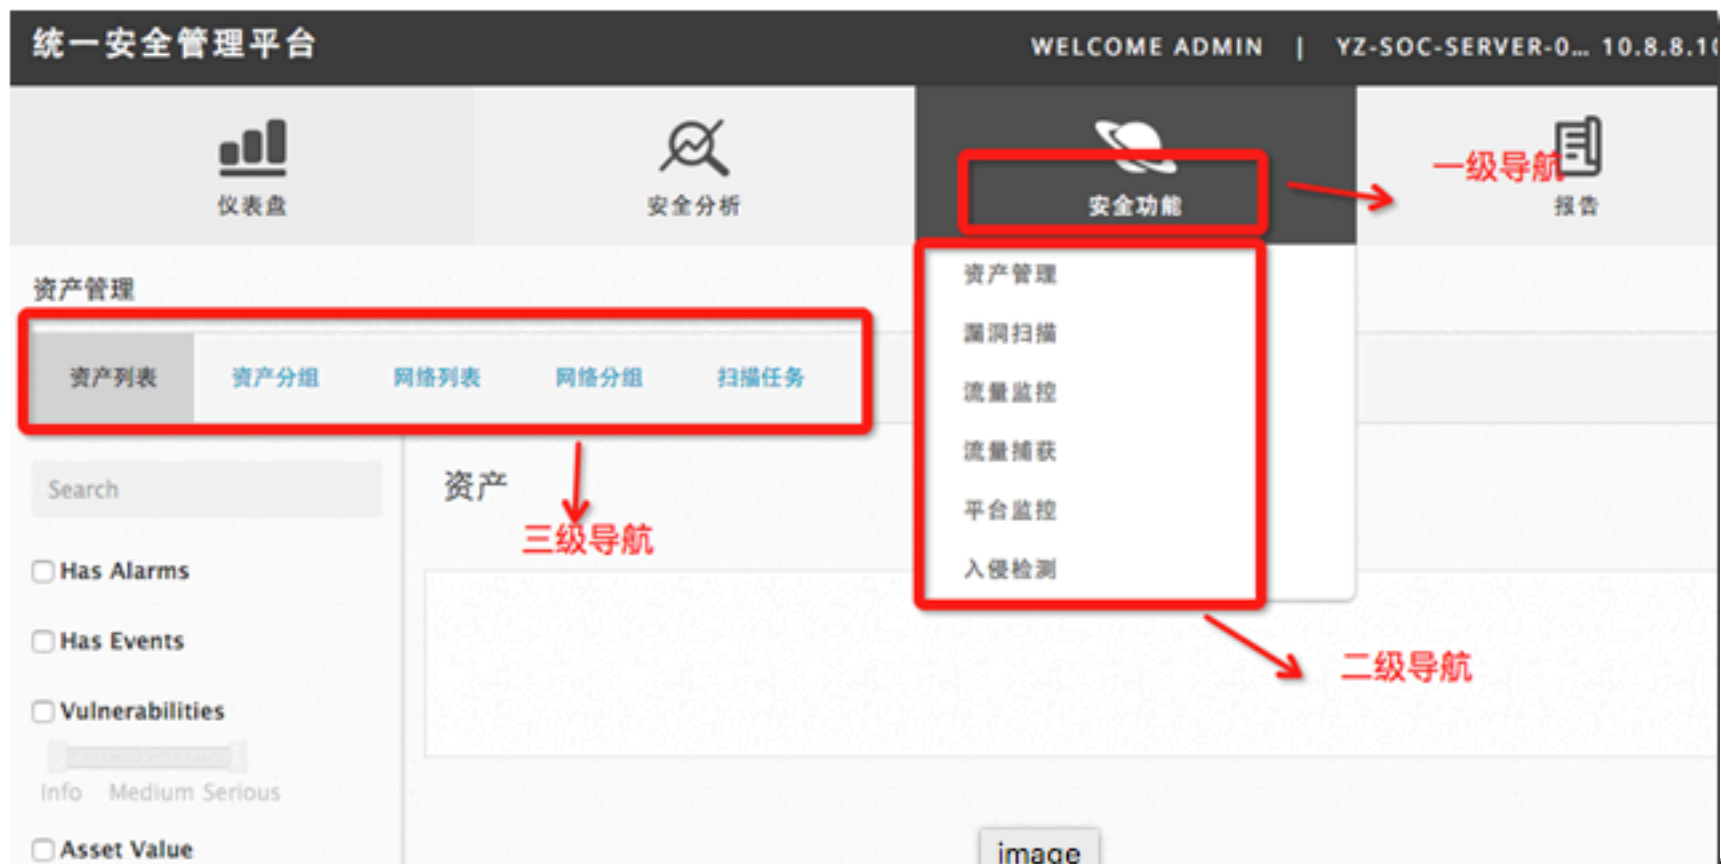 统一安全管理平台
WELCOME ADMIN | YZ-SOC-SERVER-0... 10.8.8.10
仪表盘
安全分析
安全功能
一级导航
报告
资产管理
资产列表 资产分组 网络列表 网络分组 扫描任务
资产管理
漏洞扫描
流量监控
流量捕获
平台监控
入侵检测
三级导航
二级导航
Search
资产
Has Alarms
Has Events
Vulnerabilities
Info Medium Serious
Asset Value
image